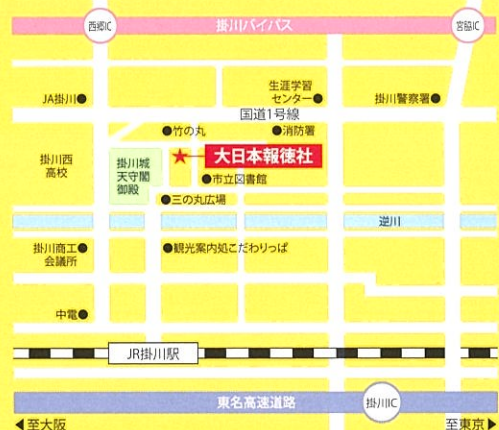 西郷IC
掛川バイパス
宮脇IC
JA掛川
生涯学習
センター
掛川警察署
国道1号線
竹の丸
消防署
掛川西
高校
掛川城
天守閣
御殿
大日本報徳社
市立図書館
三の丸広場
逆川
掛川商工
会議所
観光案内処こだわりっぱ
中電
JR掛川駅
東名高速道路
掛川IC
至大阪
至東京